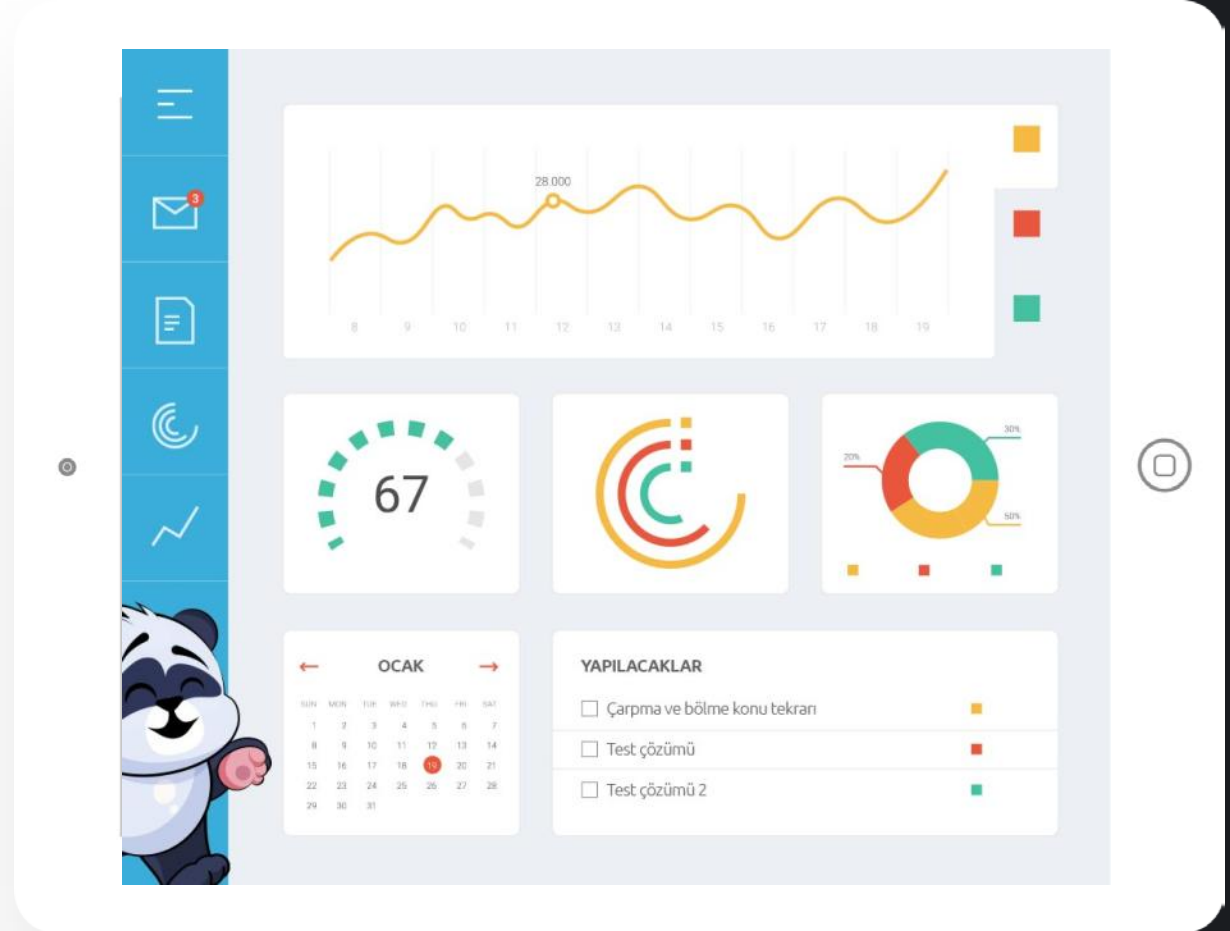 3
28.000
8 9 10 11 12 13 14 15 16 17 18 19
67
30%
20%
50%
← OCAK →
SUN MON TUE WED THU FRI SAT
1 2 3 4 5 6 7
8 9 10 11 12 13 14
15 16 17 18 19 20 21
22 23 24 25 26 27 28
29 30 31
YAPILACAKLAR
Çarpma ve bölme konu tekrarı
Test çözümü
Test çözümü 2